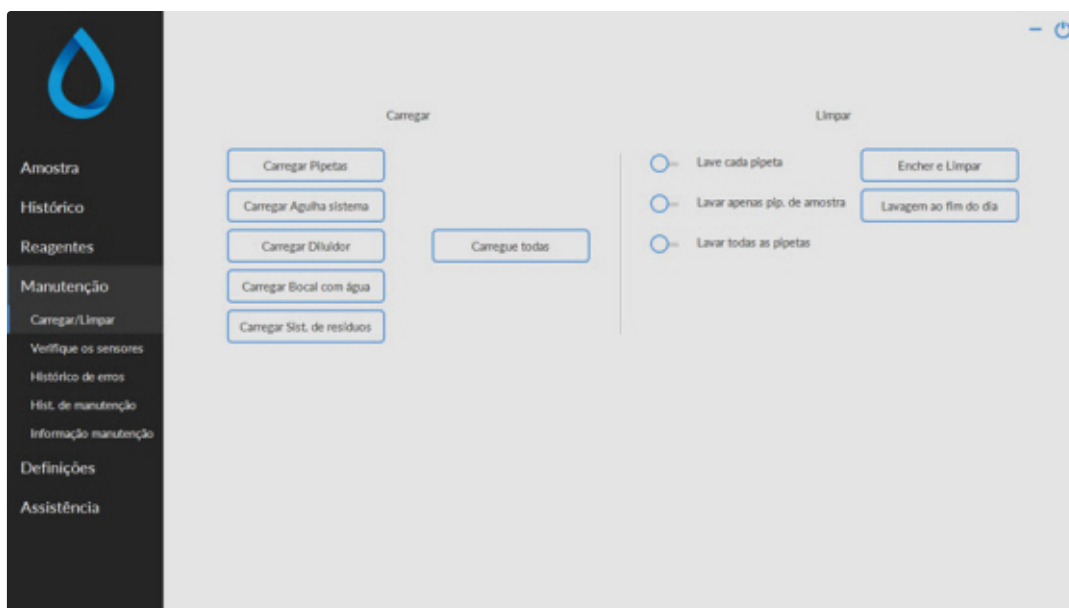 Amostra
Histórico
Reagentes
Manutenção
Carregar/Limpar
Verifique os sensores
Histórico de erros
Hist. de manutenção
Informação manutenção
Definições
Assistência
Carregar
Carregar Pipetas
Carregar Agulha sistema
Carregar Diluidor
Carregar Bocal com água
Carregar Sist. de resíduos
Carregue todas
Limpar
Lave cada pipeta
Lavar apenas pip. de amostra
Lavar todas as pipetas
Encher e Limpar
Lavagem ao fim do dia